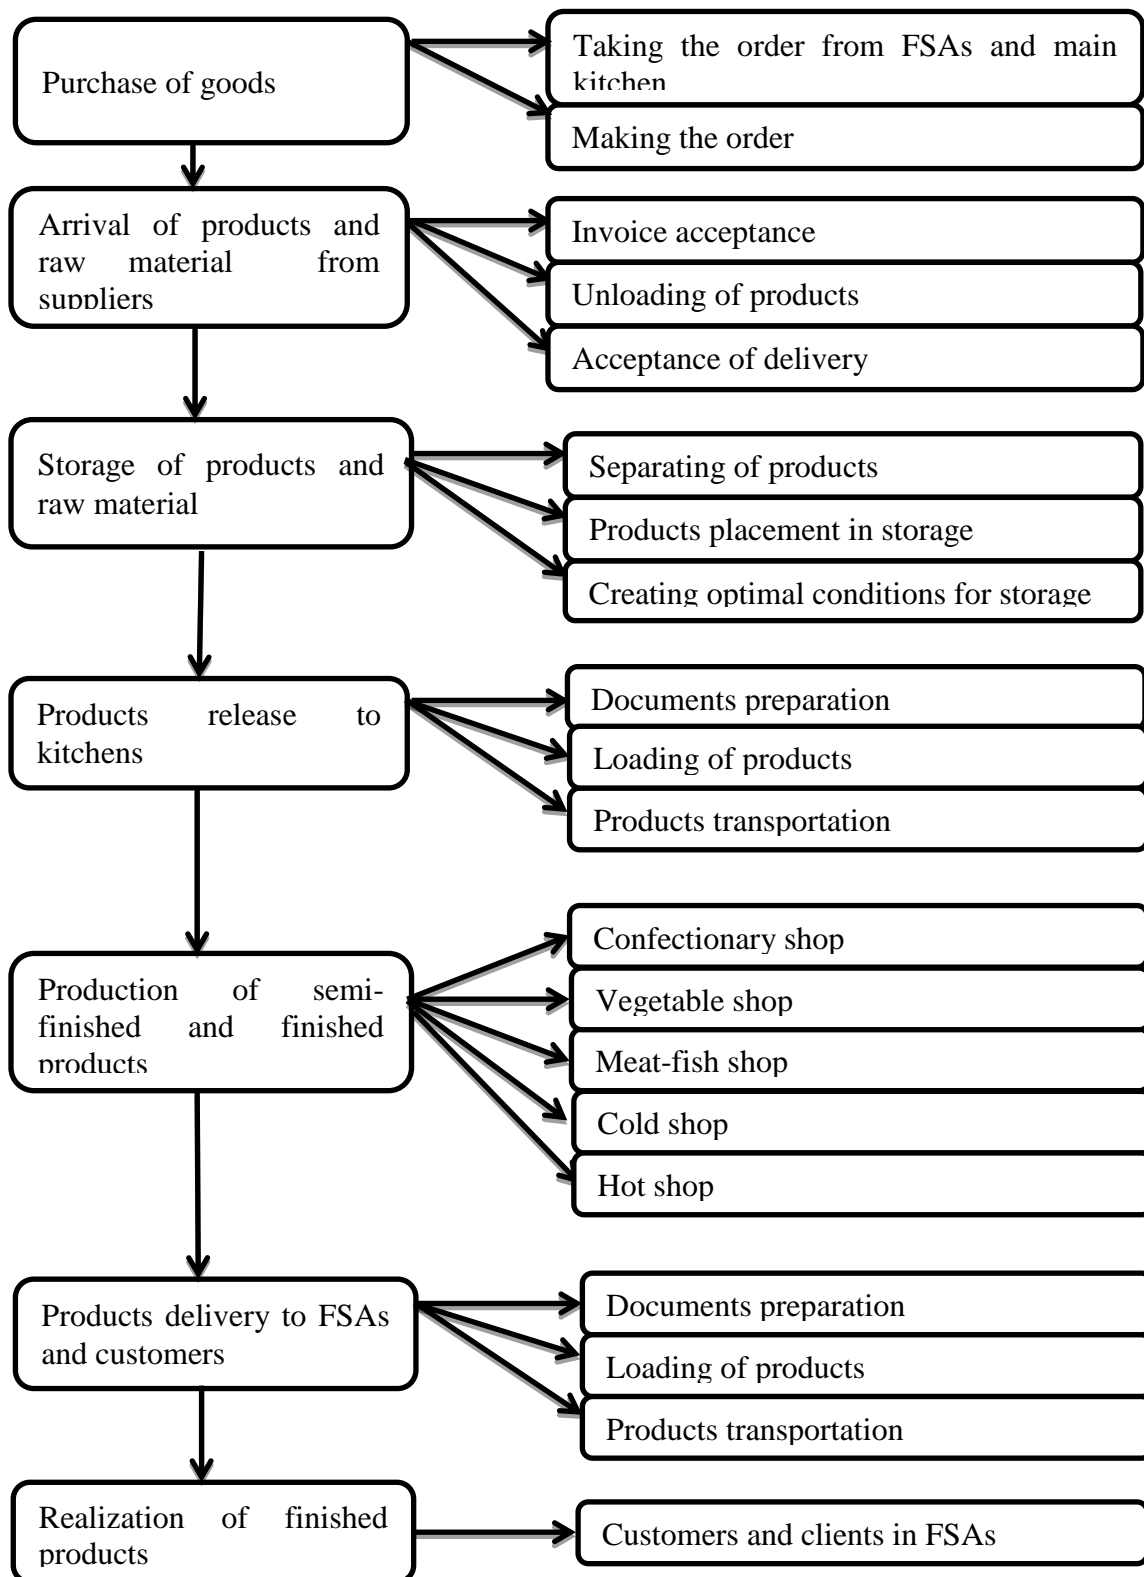 Purchase of goods
Taking the order from FSAs and main
kitchen
Making the order
Arrival of products and
raw material from
suppliers
Invoice acceptance
Unloading of products
Acceptance of delivery
Storage of products and
raw material
Separating of products
Products placement in storage
Creating optimal conditions for storage
Products release to
kitchens
Documents preparation
Loading of products
Products transportation
Production of semi-
finished and finished
products
Confectionary shop
Vegetable shop
Meat-fish shop
Cold shop
Hot shop
Products delivery to FSAs
and customers
Documents preparation
Loading of products
Products transportation
Realization of finished
products
Customers and clients in FSAs